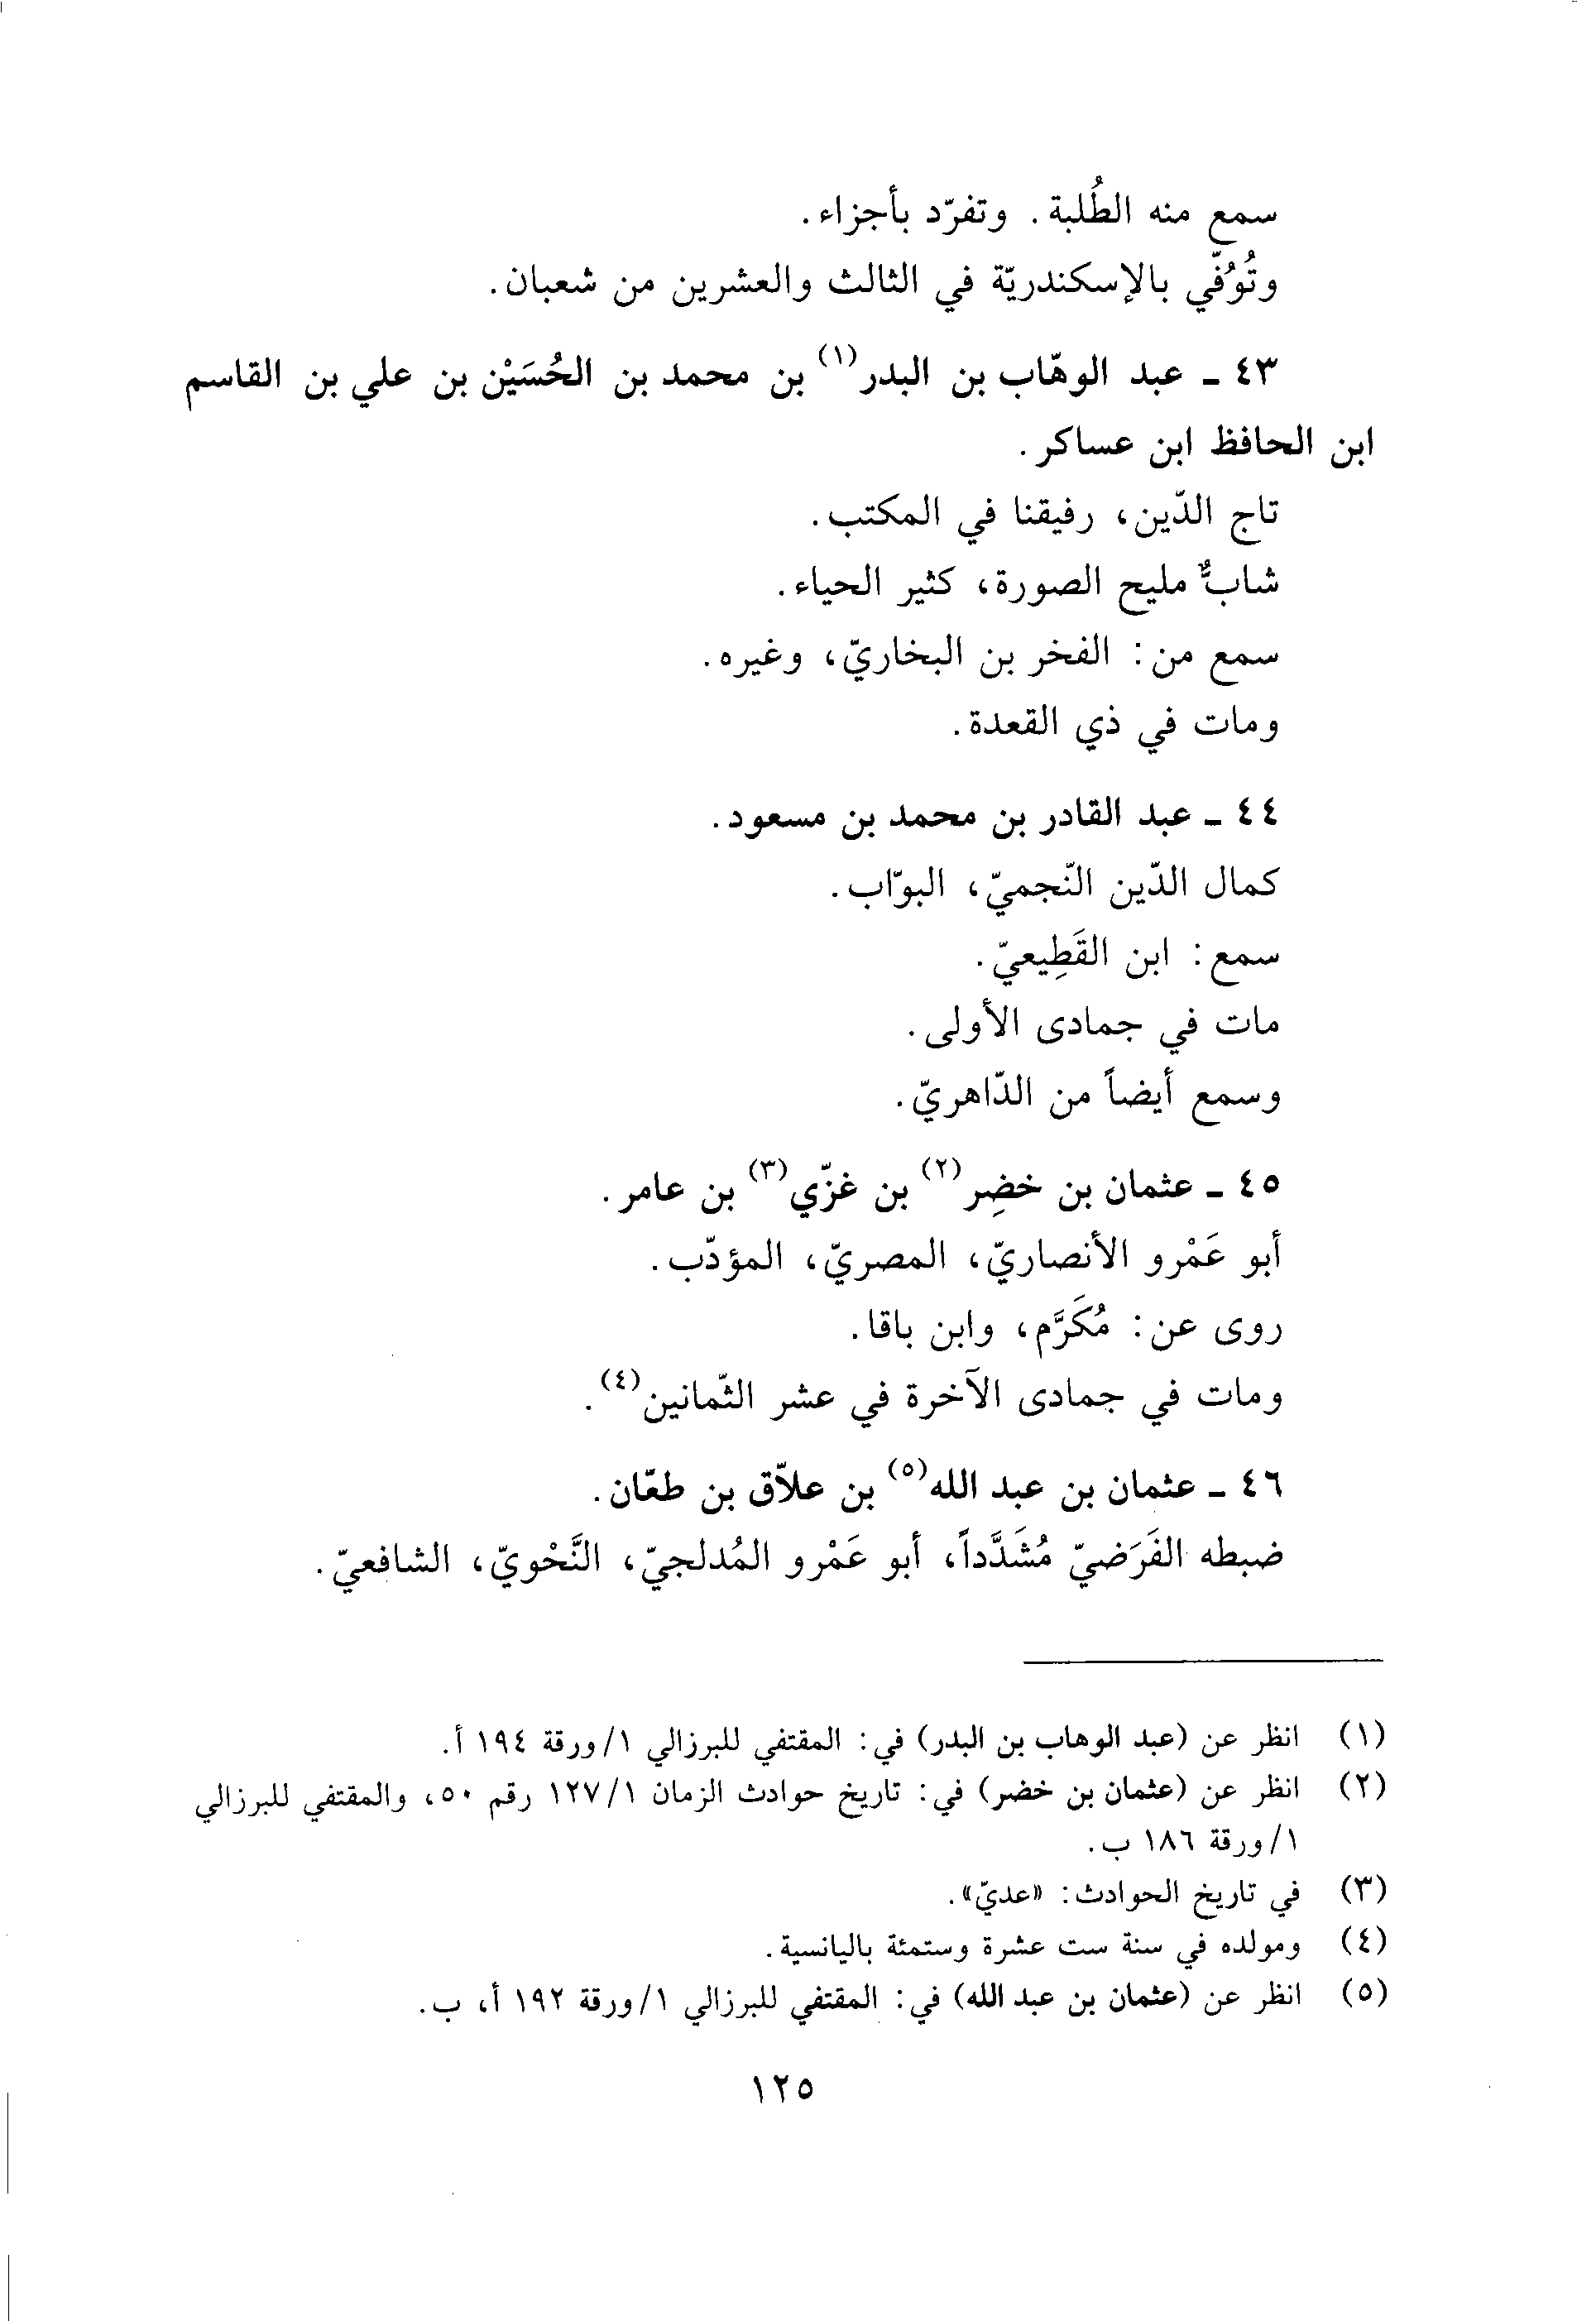 سمع منه الطُلبة. وتفرّد بأجزاء.
وتُوُفّي بالإسكندريّة في الثالث والعشرين من شعبان.
٤٣ ـ عبد الوهّاب بن البدر(١) بن محمد بن الحُسَيْن بن علي بن القاسم
ابن الحافظ ابن عساكر.
تاج الدّين، رفيقنا في المكتب.
شابٌّ مليح الصورة، كثير الحياء.
سمع من: الفخر بن البخاريّ، وغيره.
ومات في ذي القعدة.
٤٤ ـ عبد القادر بن محمد بن مسعود.
كمال الدّين النّجميّ، البوّاب.
سمع: ابن القَطِيعيّ.
مات في جمادى الأولى.
وسمع أيضاً من الدّاهريّ.
٤٥ ـ عثمان بن خضِر(٢) بن غزّي(٣) بن عامر.
أبو عَمْرو الأنصاريّ، المصريّ، المؤدّب.
روى عن: مُكَرَّم، وابن باقا.
ومات في جمادى الآخرة في عشر الثّمانين(٤).
٤٦ ـ عثمان بن عبد الله(٥) بن علاّق بن طعّان.
ضبطه الفَرَضيّ مُشَدَّداً، أبو عَمْرو المُدلجيّ، النَّحْويّ، الشافعيّ.
(١) انظر عن (عبد الوهاب بن البدر) في: المقتفي للبرزالي ١/ورقة ١٩٤ أ.
(٢) انظر عن (عثمان بن خضر) في: تاريخ حوادث الزمان ١/١٢٧ رقم ٥٠، والمقتفي للبرزالي
١/ورقة ١٨٦ ب.
(٣) في تاريخ الحوادث: «عديّ».
(٤) ومولده في سنة ست عشرة وستمئة باليانسية.
(٥) انظر عن (عثمان بن عبد الله) في: المقتفي للبرزالي ١/ورقة ١٩٢ أ، ب.
١٢٥